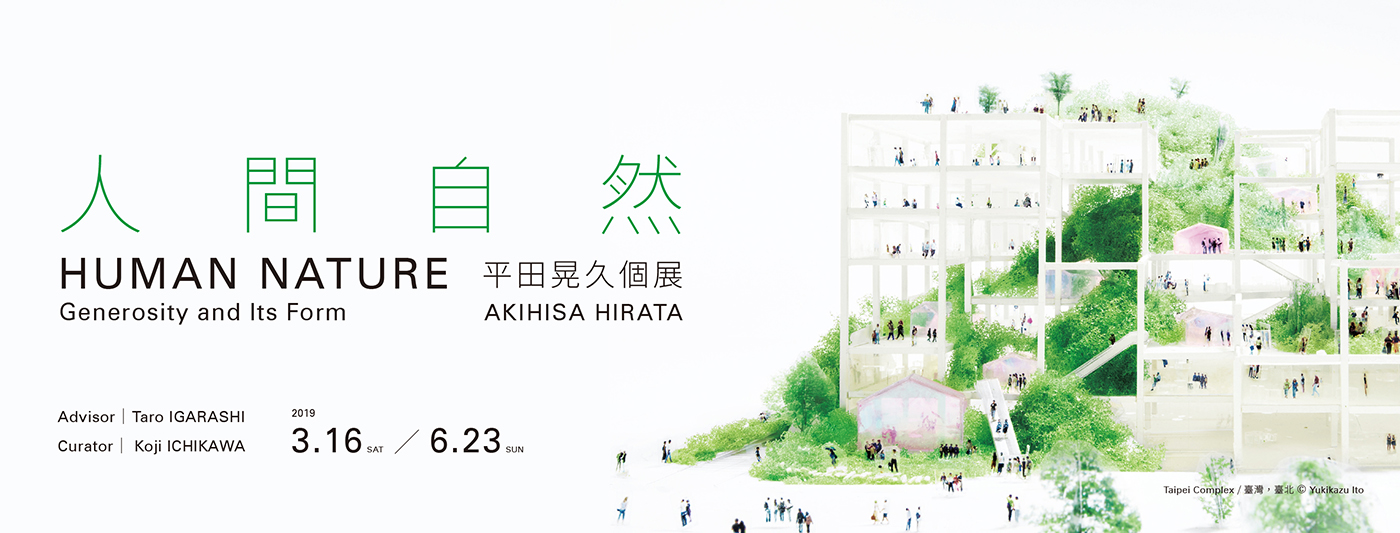 人間自然
HUMAN NATURE
Generosity and Its Form
平田晃久個展
AKIHISA HIRATA
Advisor | Taro IGARASHI
Curator | Koji ICHIKAWA
2019
3.16 SAT ／ 6.23 SUN
Taipei Complex / 臺灣，臺北 © Yukikazu Ito